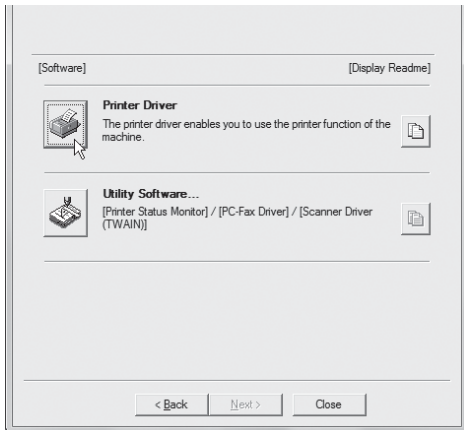 [Software] [Display Readme]
Printer Driver
The printer driver enables you to use the printer function of the
machine.
Utility Software...
[Printer Status Monitor] / [PC-Fax Driver] / [Scanner Driver
(TWAIN)]
< Back Next > Close